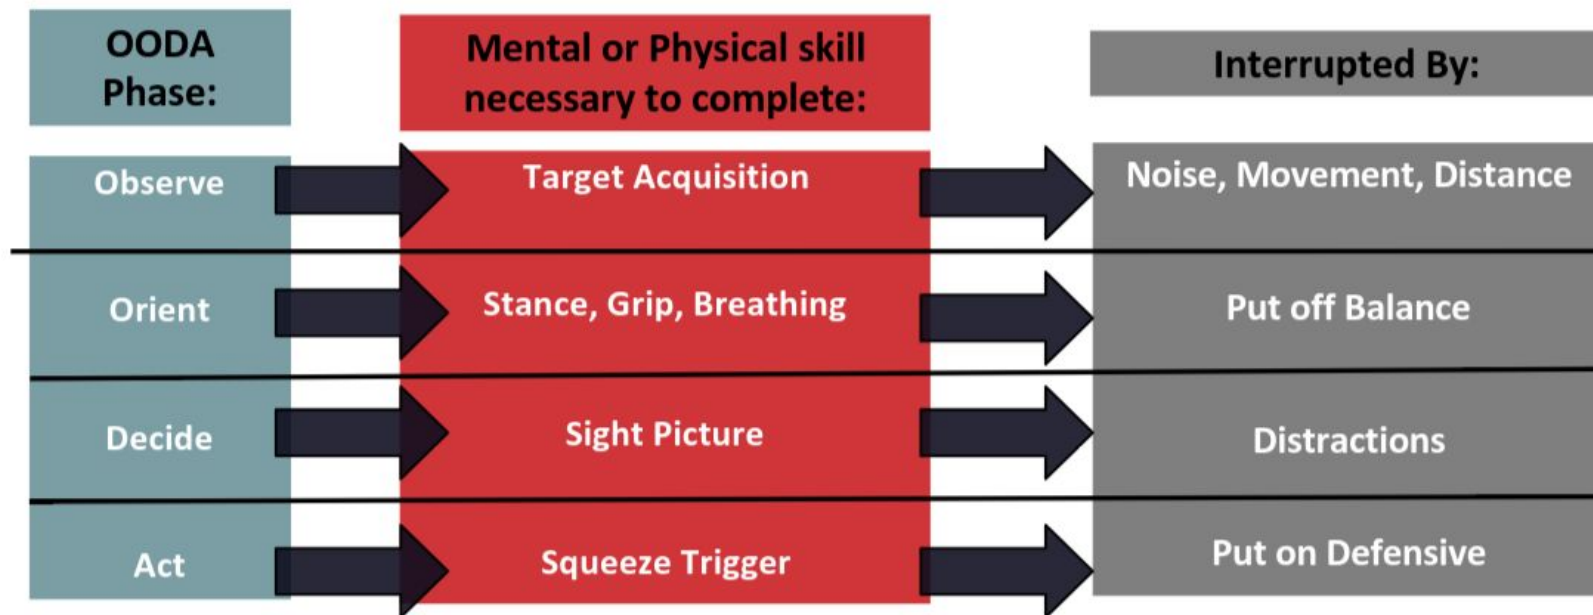 OODA
Phase:
Mental or Physical skill
necessary to complete:
Interrupted By:
Observe
Target Acquisition
Noise, Movement, Distance
Orient
Stance, Grip, Breathing
Put off Balance
Decide
Sight Picture
Distractions
Act
Squeeze Trigger
Put on Defensive